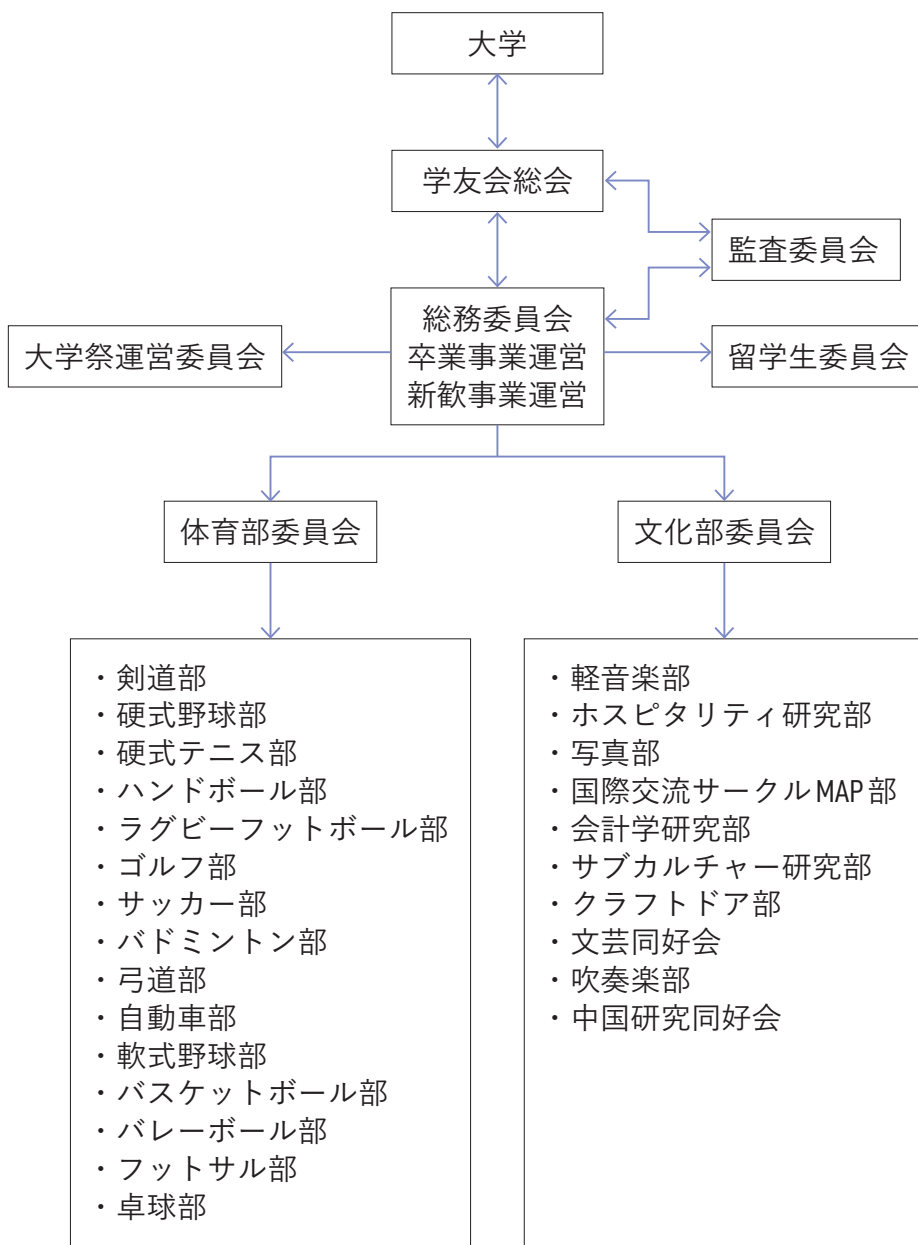 大学
学友会総会
監査委員会
総務委員会
卒業事業運営
新歓事業運営
大学祭運営委員会
留学生委員会
体育部委員会
文化部委員会
・剣道部
・硬式野球部
・硬式テニス部
・ハンドボール部
・ラグビーフットボール部
・ゴルフ部
・サッカー部
・バドミントン部
・弓道部
・自動車部
・軟式野球部
・バスケットボール部
・バレーボール部
・フットサル部
・卓球部
・軽音楽部
・ホスピタリティ研究部
・写真部
・国際交流サークルMAP部
・会計学研究部
・サブカルチャー研究部
・クラフトドア部
・文芸同好会
・吹奏楽部
・中国研究同好会